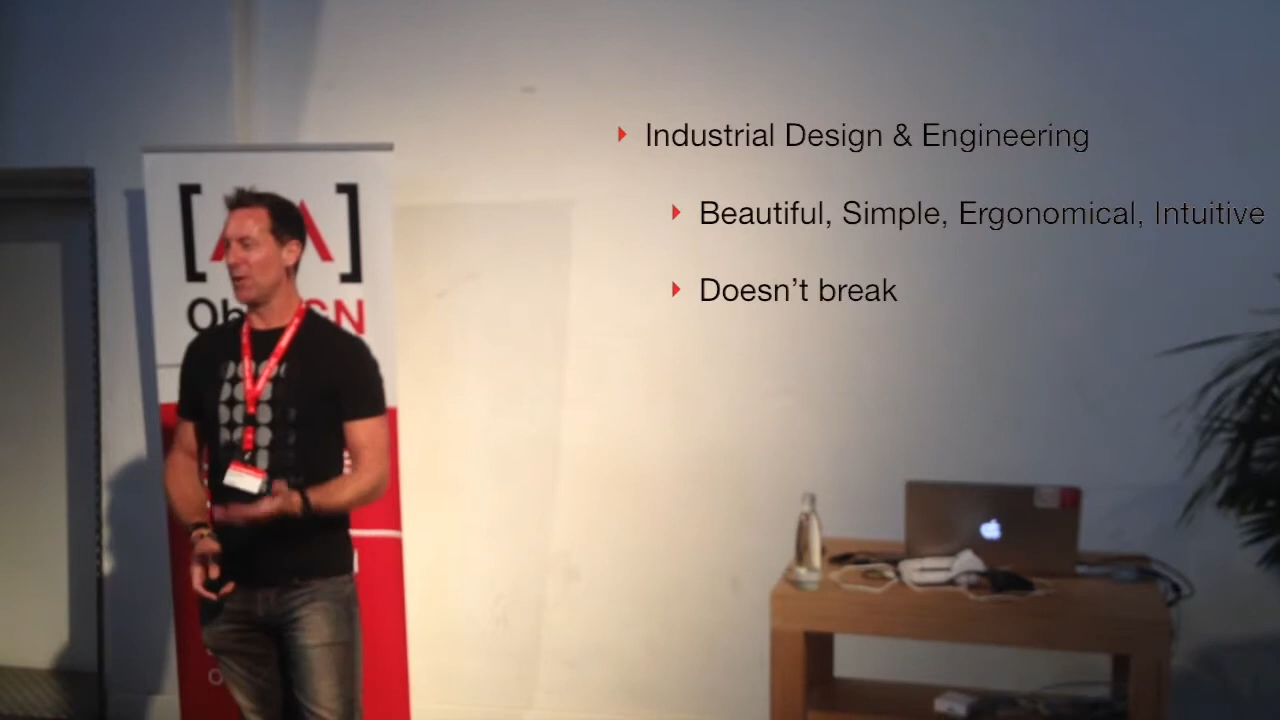 Industrial Design & Engineering
Beautiful, Simple, Ergonomical, Intuitive
Doesn’t break